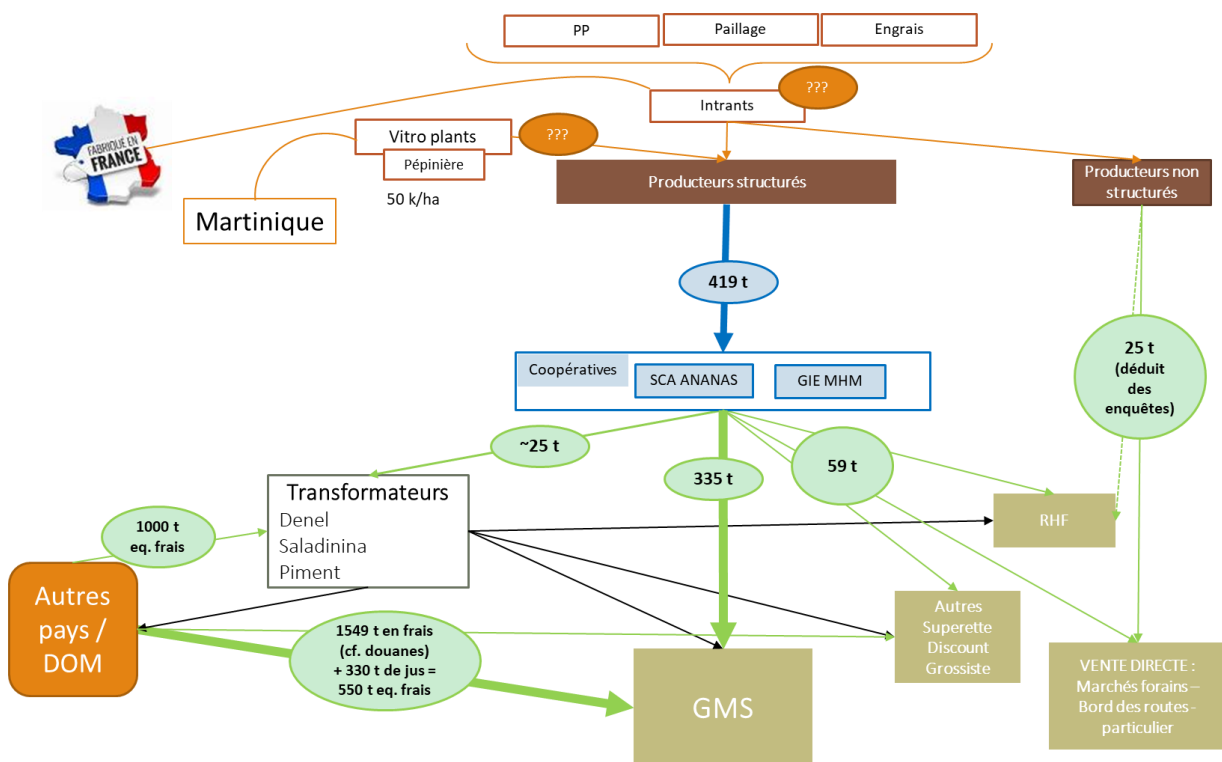 PP
Paillage
Engrais
???
Intrants
FABRIQUÉ EN
FRANCE
Vitro plants
???
Pépinière
50 k/ha
Martinique
Producteurs structurés
Producteurs non
structurés
419 t
Coopératives
SCA ANANAS
GIE MHM
25 t
(déduit
des
enquêtes)
~25 t
335 t
59 t
Transformateurs
Denel
Saladinina
Piment
1000 t
eq. frais
RHF
Autres
pays /
DOM
1549 t en frais
(cf. douanes)
+ 330 t de jus =
550 t eq. frais
Autres
Superette
Discount
Grossiste
GMS
VENTE DIRECTE :
Marchés forains –
Bord des routes -
particulier